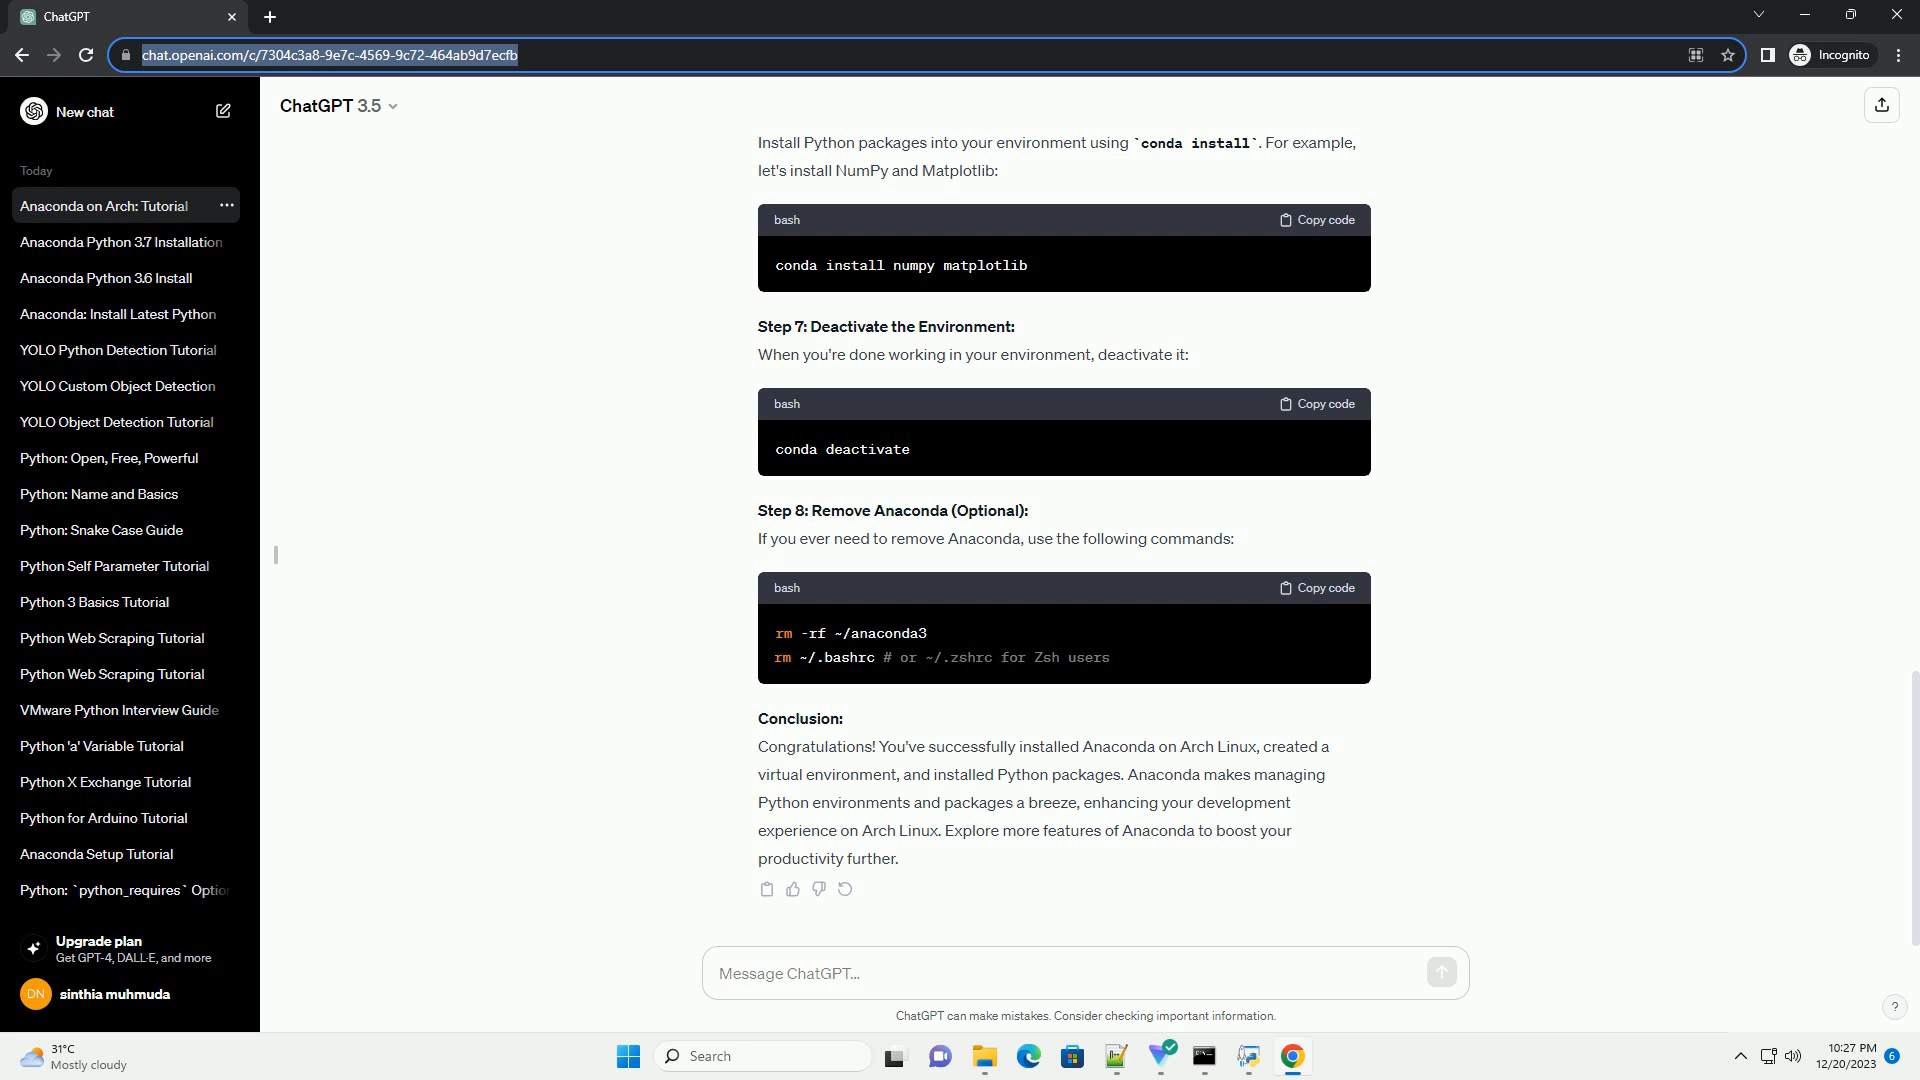 ChatGPT
chat.openai.com/c/7304c3a8-9e7c-4569-9c72-464ab9d7ecfb
Incognito
New chat
Today
Anaconda on Arch: Tutorial
Anaconda Python 3.7 Installation
Anaconda Python 3.6 Install
Anaconda: Install Latest Python
YOLO Python Detection Tutorial
YOLO Custom Object Detection
YOLO Object Detection Tutorial
Python: Open, Free, Powerful
Python: Name and Basics
Python: Snake Case Guide
Python Self Parameter Tutorial
Python 3 Basics Tutorial
Python Web Scraping Tutorial
Python Web Scraping Tutorial
VMware Python Interview Guide
Python 'a' Variable Tutorial
Python X Exchange Tutorial
Python for Arduino Tutorial
Anaconda Setup Tutorial
Python: `python_requires` Optio
Upgrade plan
Get GPT-4, DALL·E, and more
DN
sinthia muhmuda
ChatGPT 3.5
Install Python packages into your environment using `conda install`. For example,
let's install NumPy and Matplotlib:
bash Copy code
conda install numpy matplotlib
Step 7: Deactivate the Environment:
When you're done working in your environment, deactivate it:
bash Copy code
conda deactivate
Step 8: Remove Anaconda (Optional):
If you ever need to remove Anaconda, use the following commands:
bash Copy code
rm -rf ~/anaconda3
rm ~/.bashrc # or ~/.zshrc for Zsh users
Conclusion:
Congratulations! You've successfully installed Anaconda on Arch Linux, created a
virtual environment, and installed Python packages. Anaconda makes managing
Python environments and packages a breeze, enhancing your development
experience on Arch Linux. Explore more features of Anaconda to boost your
productivity further.
Message ChatGPT...
ChatGPT can make mistakes. Consider checking important information.
?
31°C
Mostly cloudy
Search
10:27 PM
12/20/2023
6